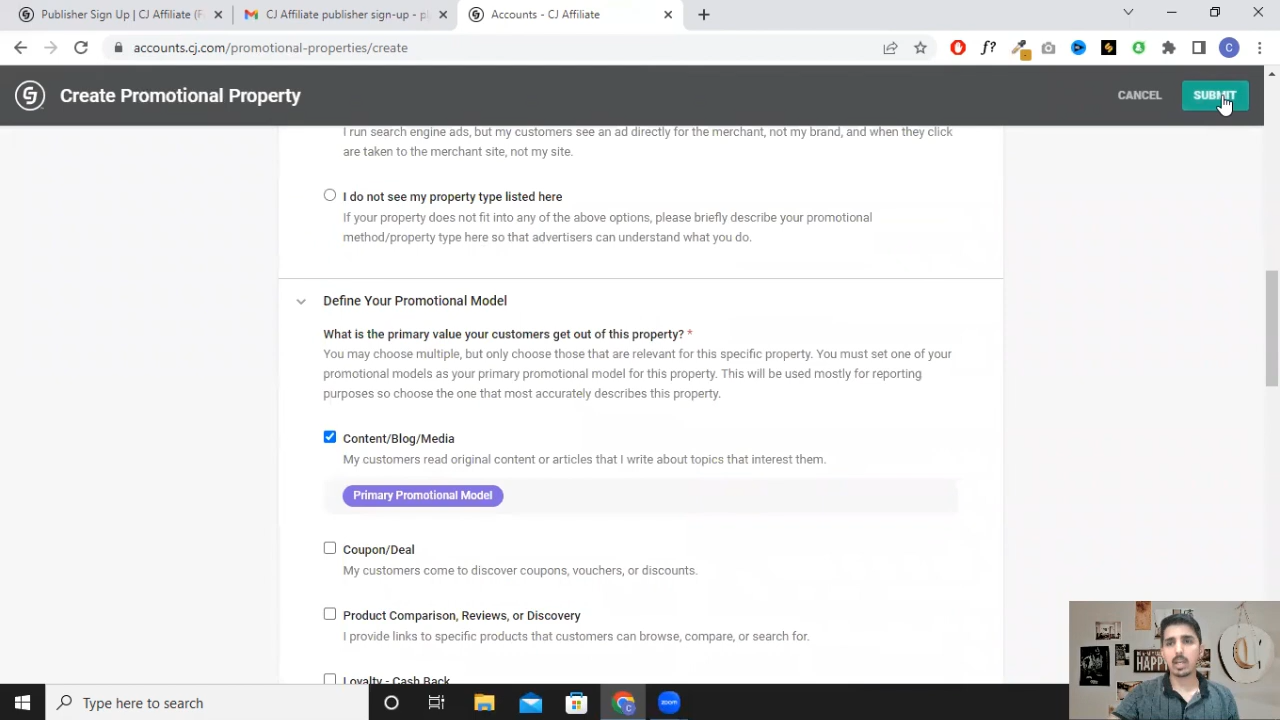 Publisher Sign Up | CJ Affiliate (F
CJ Affiliate publisher sign-up - pl
Accounts - CJ Affiliate
accounts.cj.com/promotional-properties/create
f?
C
Create Promotional Property
CANCEL
SUBMIT
I run search engine ads, but my customers see an ad directly for the merchant, not my brand, and when they click
are taken to the merchant site, not my site.
I do not see my property type listed here
If your property does not fit into any of the above options, please briefly describe your promotional
method/property type here so that advertisers can understand what you do.
Define Your Promotional Model
What is the primary value your customers get out of this property? *
You may choose multiple, but only choose those that are relevant for this specific property. You must set one of your
promotional models as your primary promotional model for this property. This will be used mostly for reporting
purposes so choose the one that most accurately describes this property.
Content/Blog/Media
My customers read original content or articles that I write about topics that interest them.
Primary Promotional Model
Coupon/Deal
My customers come to discover coupons, vouchers, or discounts.
Product Comparison, Reviews, or Discovery
I provide links to specific products that customers can browse, compare, or search for.
Loyalty - Cash Back
HAPPY
Type here to search
zoom